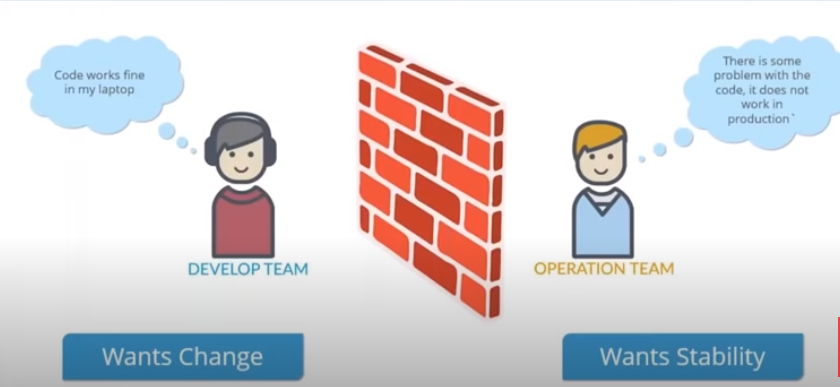 Code works fine
in my laptop
There is some
problem with the
code, it does not
work in
production`
DEVELOP TEAM
OPERATION TEAM
Wants Change
Wants Stability